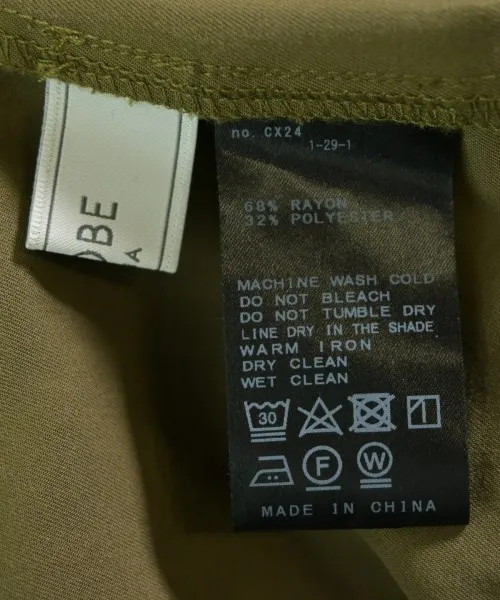 OBE
A
no. CX24
1-29-1
68% RAYON
32% POLYESTER
MACHINE WASH COLD
DO NOT BLEACH
DO NOT TUMBLE DRY
LINE DRY IN THE SHADE
WARM IRON
DRY CLEAN
WET CLEAN
30
F W
MADE IN CHINA